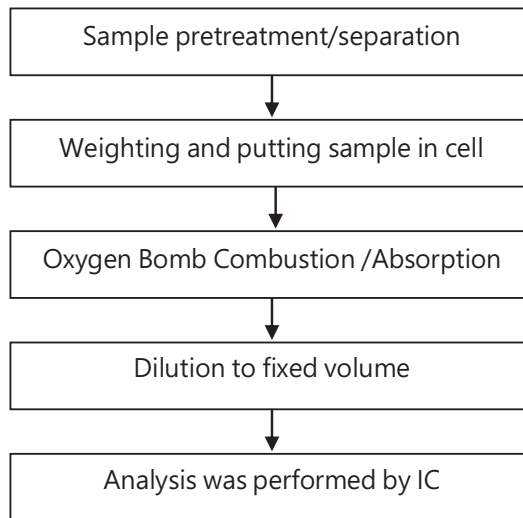 Sample pretreatment/separation
Weighting and putting sample in cell
Oxygen Bomb Combustion /Absorption
Dilution to fixed volume
Analysis was performed by IC